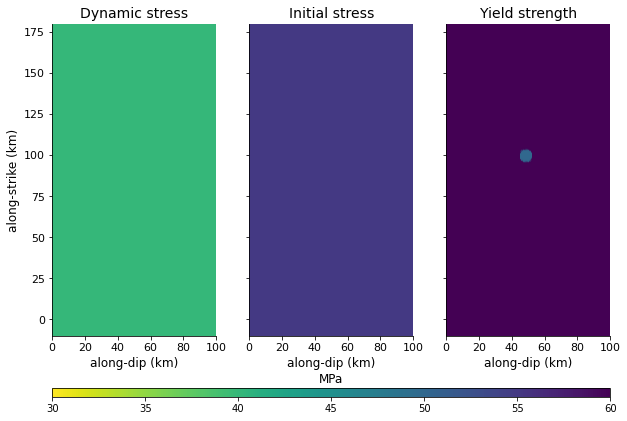 Dynamic stress Initial stress Yield strength
175
150
125
100
75
50
25
0
along-strike (km)
0 20 40 60 80 100 0 20 40 60 80 100 0 20 40 60 80 100
along-dip (km) along-dip (km) along-dip (km)
MPa
30 35 40 45 50 55 60